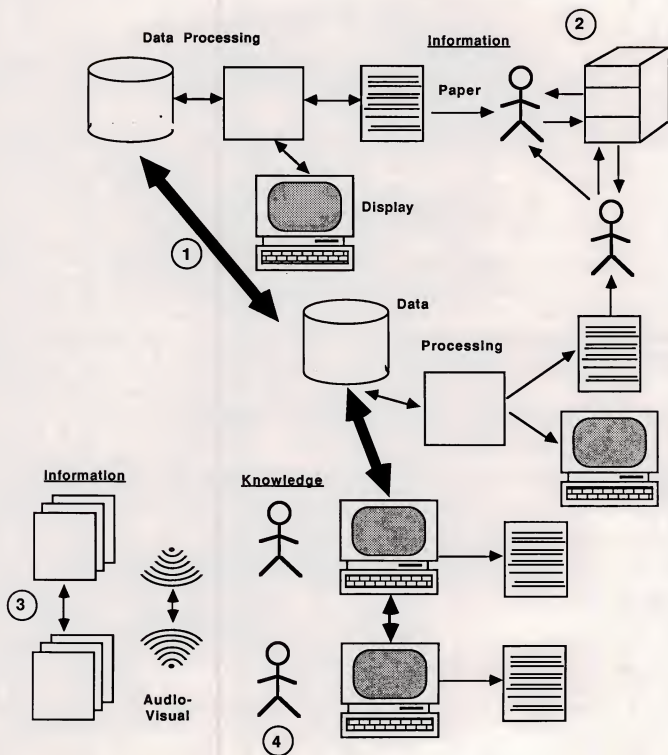 2
Data Processing
Information
Paper
Display
1
Data
Processing
Information
Knowledge
3
Audio-
Visual
4